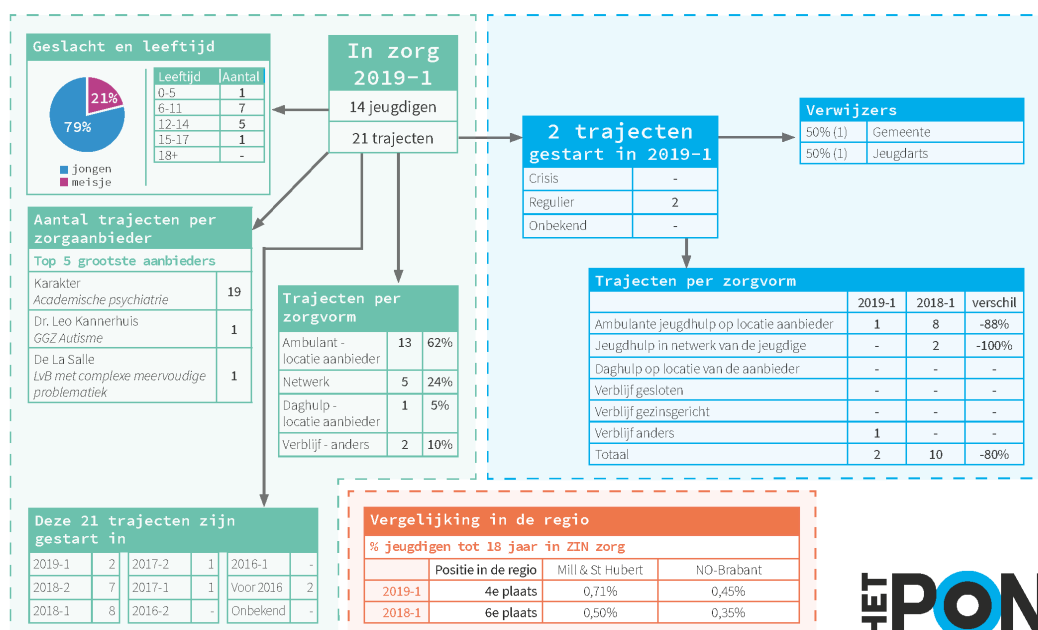 Geslacht en leeftijd
21%
79%
jongen
meisje
Leeftijd Aantal
0-5 1
6-11 7
12-14 5
15-17 1
18+ -
In zorg
2019-1
14 jeugdigen
21 trajecten
2 trajecten
gestart in 2019-1
Crisis -
Regulier 2
Onbekend -
Verwijzers
50% (1) Gemeente
50% (1) Jeugdarts
Aantal trajecten per
zorgaanbieder
Top 5 grootste aanbieders
Karakter
Academische psychiatrie
19
Dr. Leo Kannerhuis
GGZ Autisme
1
De La Salle
LvB met complexe meervoudige
problematiek
1
Trajecten per
zorgvorm
Ambulant -
locatie aanbieder
13 62%
Netwerk 5 24%
Daghulp -
locatie aanbieder
1 5%
Verblijf - anders 2 10%
Trajecten per zorgvorm
2019-1 2018-1 verschil
Ambulante jeugdhulp op locatie aanbieder 1 8 -88%
Jeugdhulp in netwerk van de jeugdige - 2 -100%
Daghulp op locatie van de aanbieder - - -
Verblijf gesloten - - -
Verblijf gezinsgericht - - -
Verblijf anders 1 - -
Totaal 2 10 -80%
Deze 21 trajecten zijn
gestart in
2019-1 2 2017-2 1 2016-1 -
2018-2 7 2017-1 1 Voor 2016 2
2018-1 8 2016-2 - Onbekend -
Vergelijking in de regio
% jeugdigen tot 18 jaar in ZIN zorg
Positie in de regio Mill & St Hubert NO-Brabant
2019-1 4e plaats 0,71% 0,45%
2018-1 6e plaats 0,50% 0,35%
HET
PON